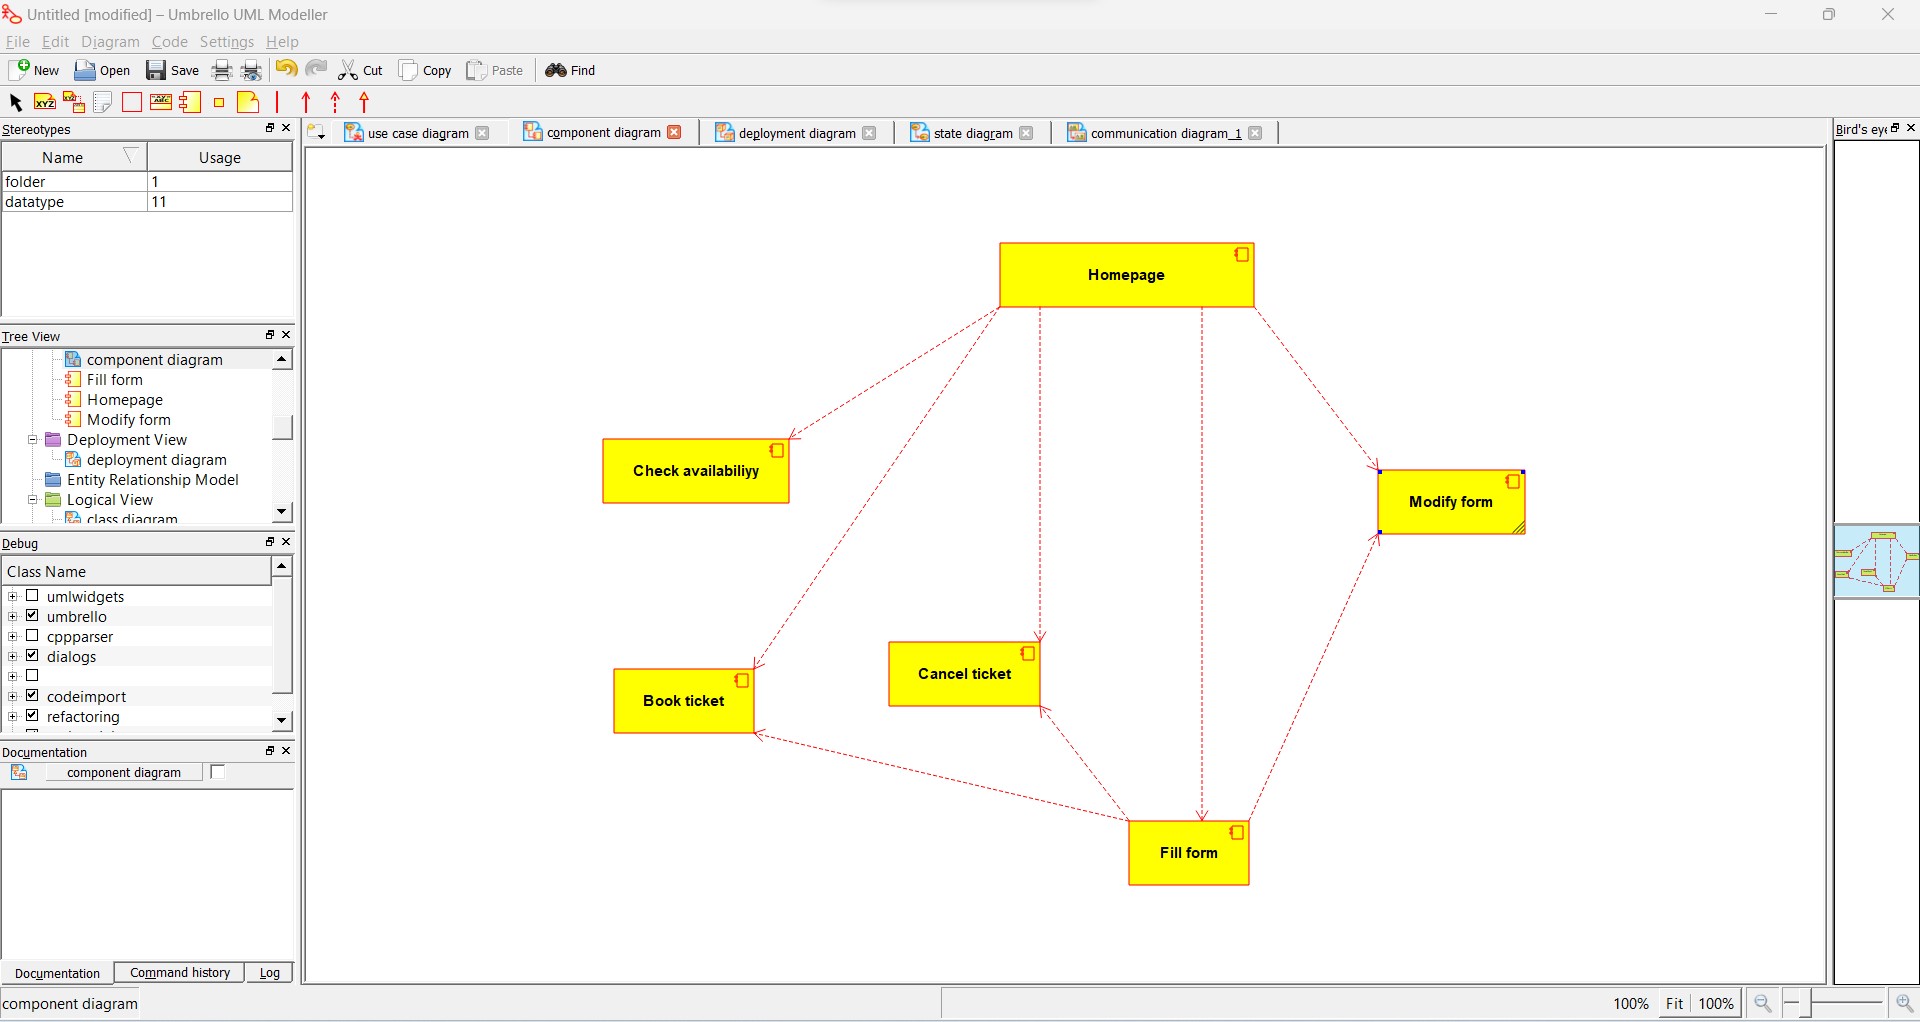 Untitled [modified] – Umbrello UML Modeller
File Edit Diagram Code Settings Help
New Open Save Cut Copy Paste Find
XYZ XYZ ABC
Stereotypes
Name Usage
folder 1
datatype 11
Tree View
component diagram
Fill form
Homepage
Modify form
Deployment View
deployment diagram
Entity Relationship Model
Logical View
class diagram
Debug
Class Name
umlwidgets
umbrello
cppparser
dialogs
codeimport
refactoring
Documentation
component diagram
Documentation Command history Log
use case diagram component diagram deployment diagram state diagram communication diagram_1
Homepage
Check availabiliyy
Modify form
Cancel ticket
Book ticket
Fill form
Bird's eye
component diagram
100% Fit 100%